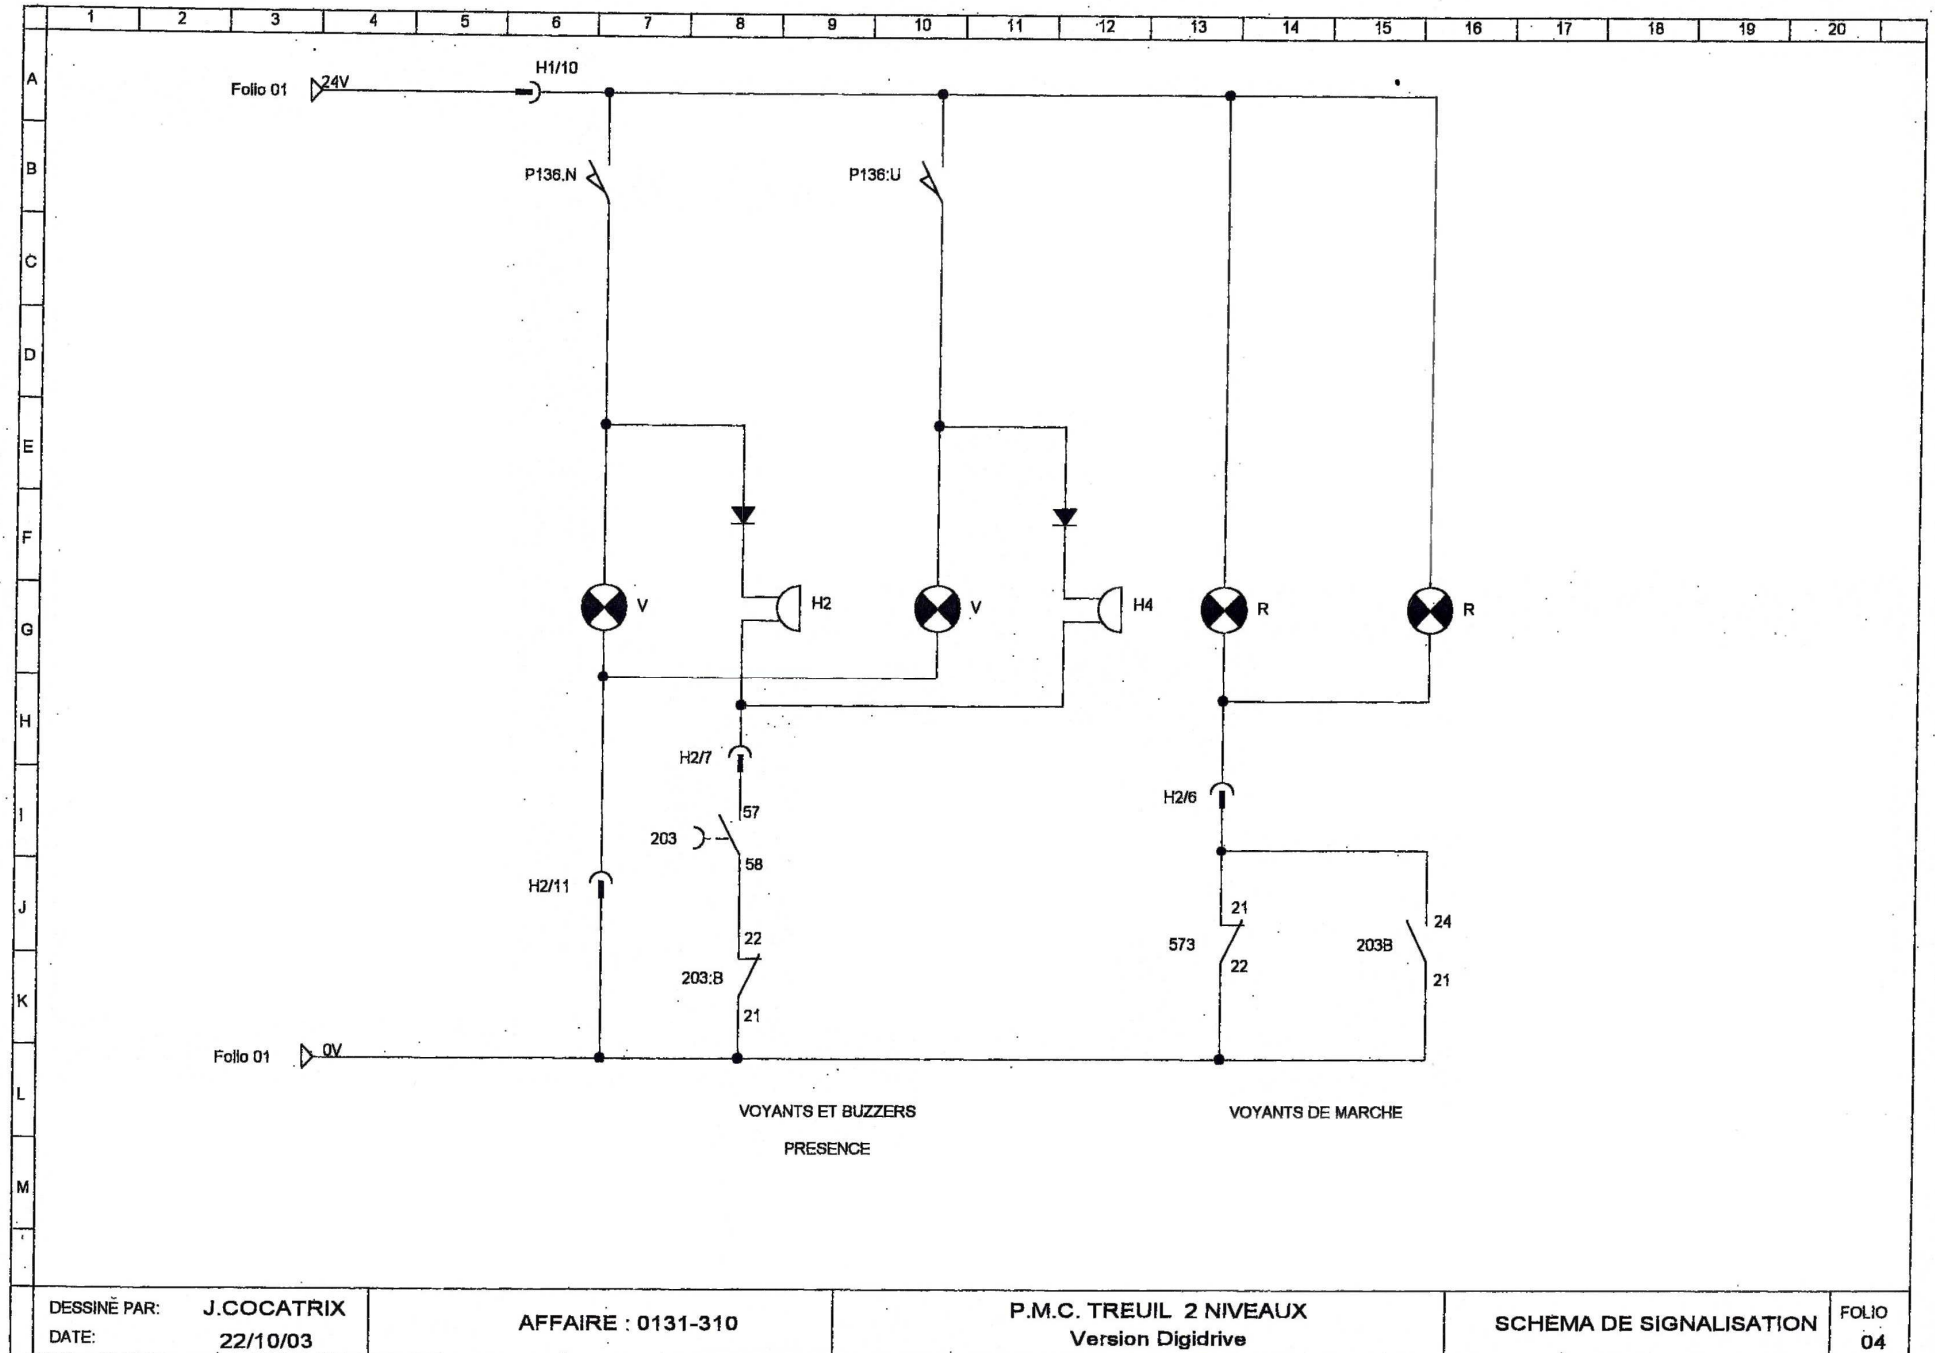 1 2 3 4 5 6 7 8 9 10 11 12 13 14 15 16 17 18 19 20
A
B
C
D
E
F
G
H
I
J
K
L
M
Folio 01 24V H1/10
P136.N P136:U
V H2 V H4 R R
H2/7
H2/6
57
203
58
H2/11
21 24
22
573 203B
22
203:B
21
21
Folio 01 0V
VOYANTS ET BUZZERS
PRESENCE
VOYANTS DE MARCHE
DESSINÉ PAR: J.COCATRIX
DATE: 22/10/03
AFFAIRE : 0131-310
P.M.C. TREUIL 2 NIVEAUX
Version Digidrive
SCHÉMA DE SIGNALISATION
FOLIO
04